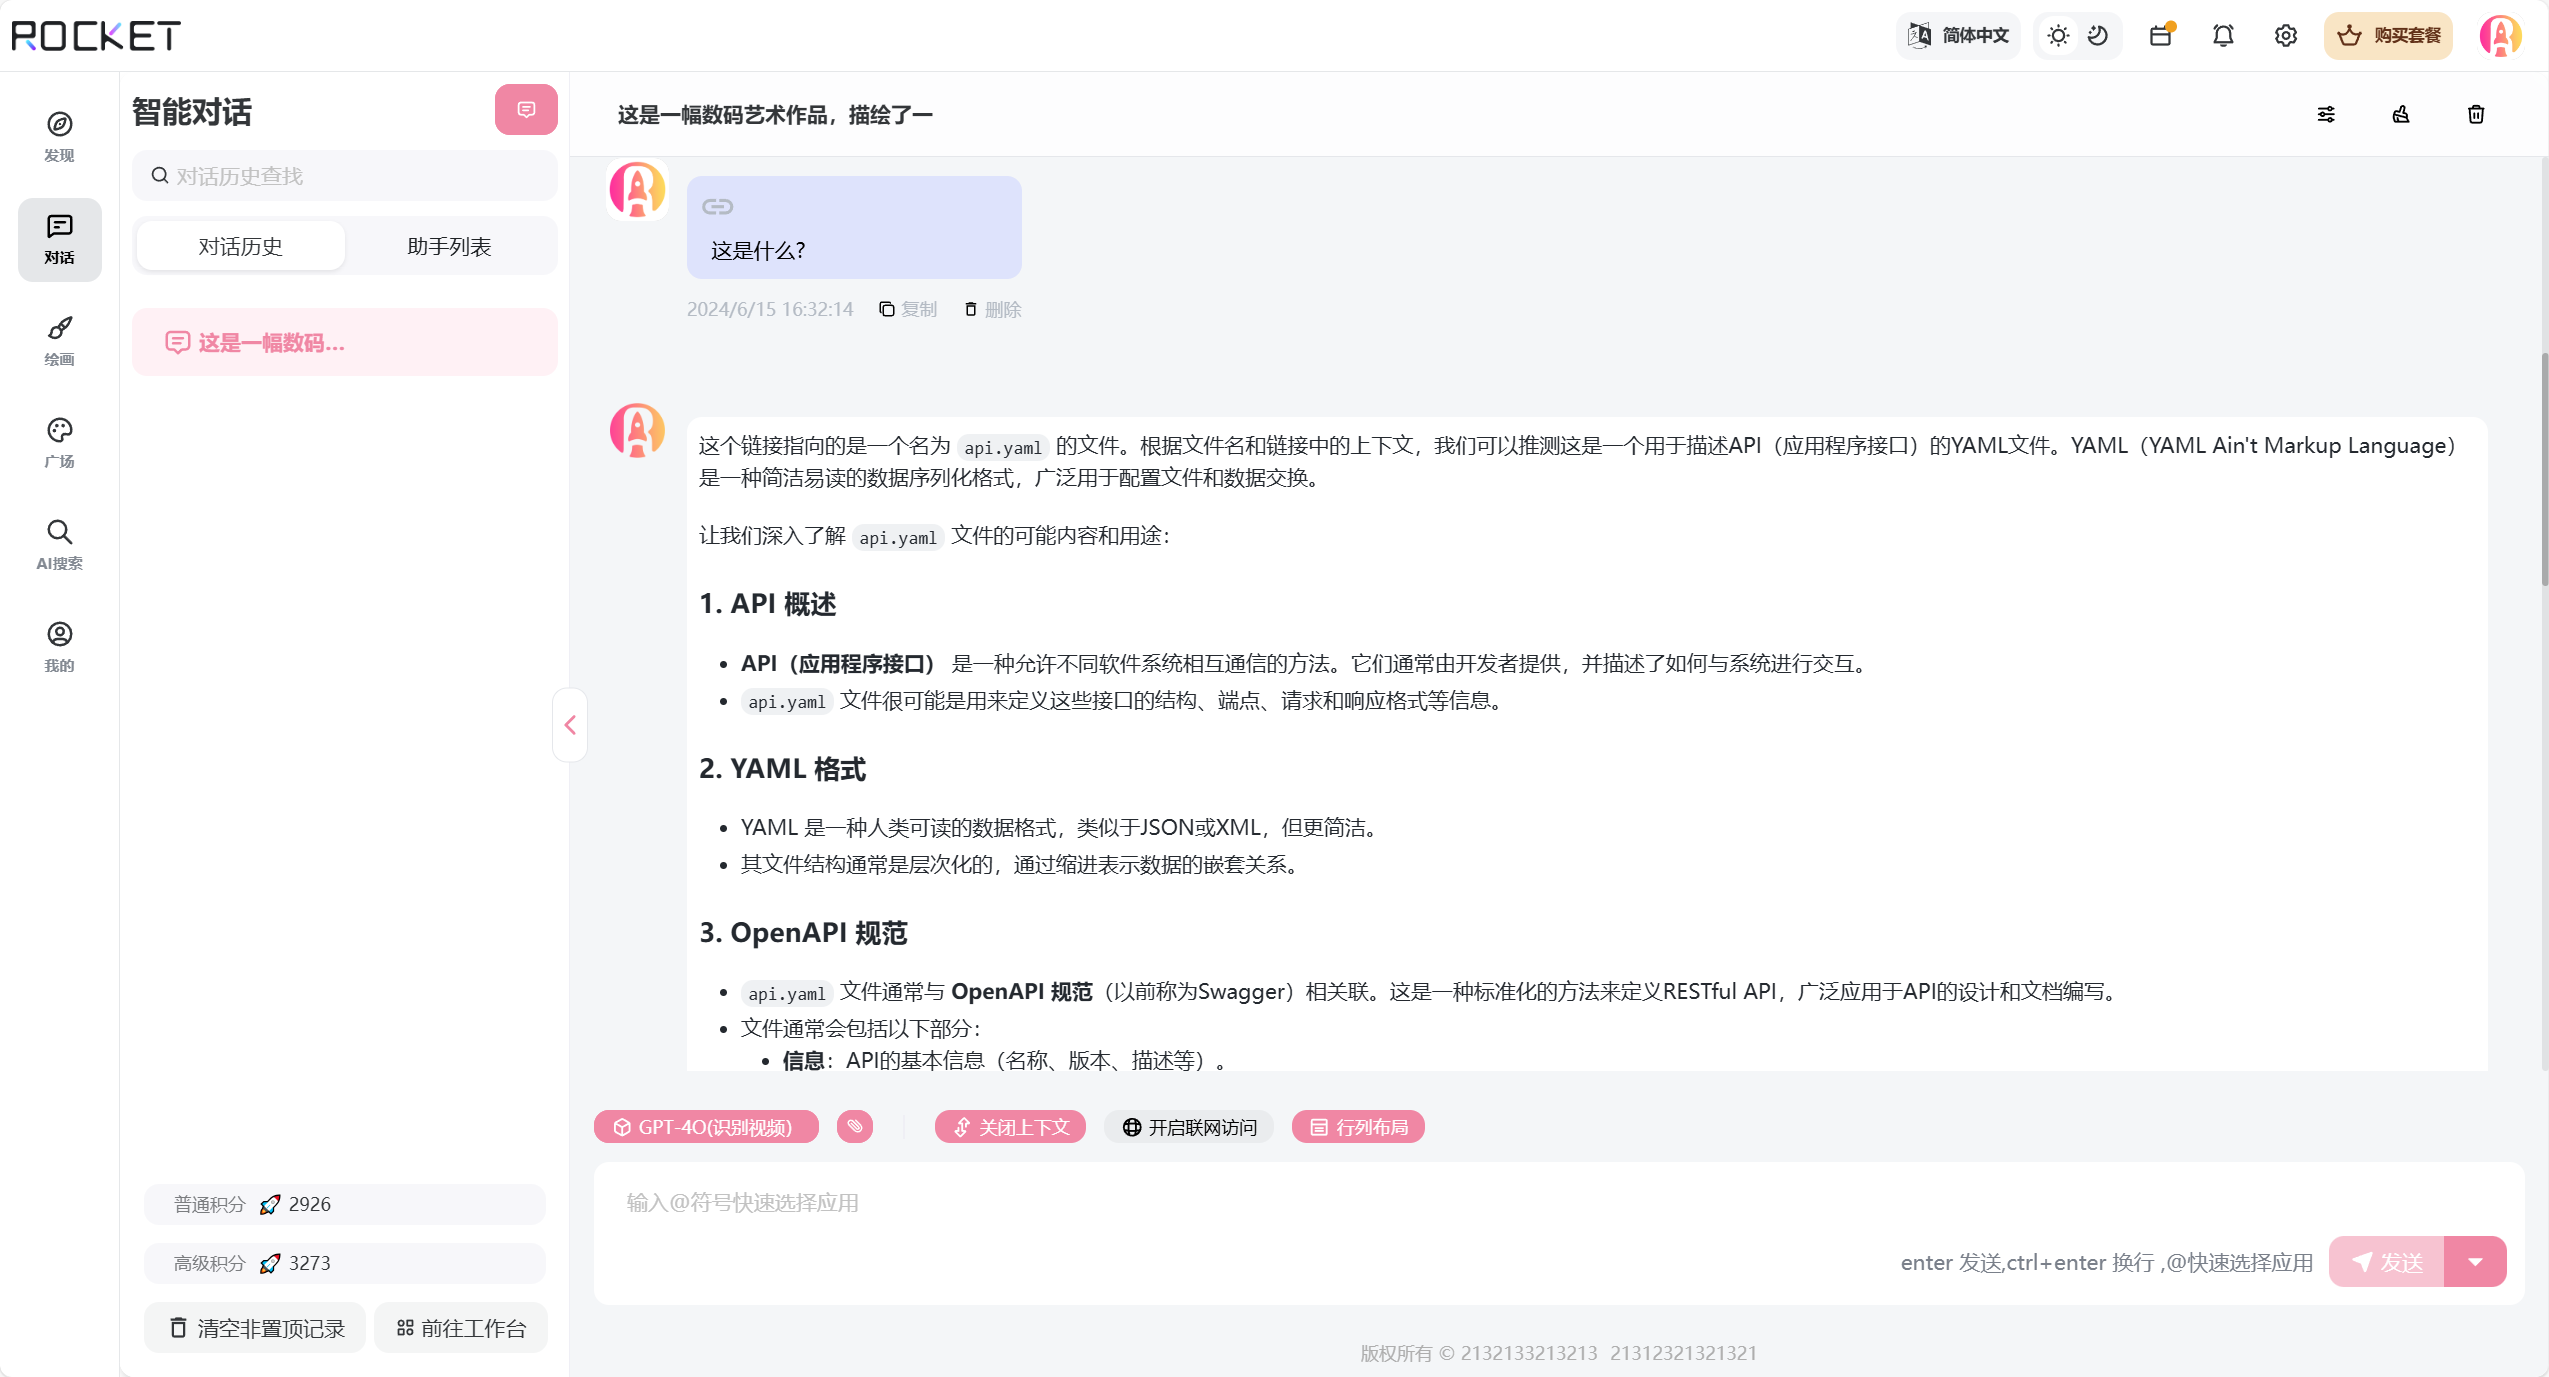 ROCKET
简体中文
购买套餐
发现
对话
绘画
广场
AI搜索
我的
智能对话
对话历史查找
对话历史
助手列表
这是一幅数码...
普通积分 2926
高级积分 3273
清空非置顶记录
前往工作台
这是一幅数码艺术作品，描绘了一
这是什么?
2024/6/15 16:32:14 复制 删除
这个链接指向的是一个名为 api.yaml 的文件。根据文件名和链接中的上下文，我们可以推测这是一个用于描述API（应用程序接口）的YAML文件。YAML（YAML Ain't Markup Language）
是一种简洁易读的数据序列化格式，广泛用于配置文件和数据交换。
让我们深入了解 api.yaml 文件的可能内容和用途：
1. API 概述
• API（应用程序接口） 是一种允许不同软件系统相互通信的方法。它们通常由开发者提供，并描述了如何与系统进行交互。
• api.yaml 文件很可能是用来定义这些接口的结构、端点、请求和响应格式等信息。
2. YAML 格式
• YAML 是一种人类可读的数据格式，类似于JSON或XML，但更简洁。
• 其文件结构通常是层次化的，通过缩进表示数据的嵌套关系。
3. OpenAPI 规范
• api.yaml 文件通常与 OpenAPI 规范（以前称为Swagger）相关联。这是一种标准化的方法来定义RESTful API，广泛应用于API的设计和文档编写。
• 文件通常会包括以下部分：
• 信息：API的基本信息（名称、版本、描述等）。
GPT-4O(识别视频)
关闭上下文
开启联网访问
行列布局
输入@符号快速选择应用
enter 发送,ctrl+enter 换行 ,@快速选择应用
发送
版权所有 © 2132133213213 21312321321321